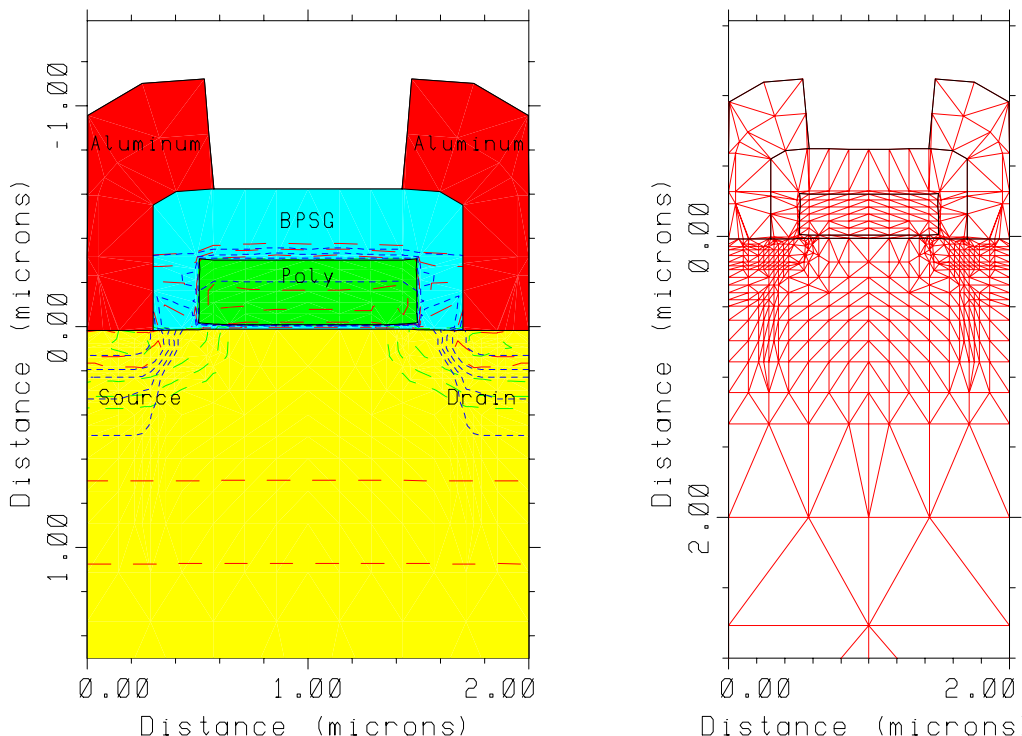 -1.00
0.00
1.00
Distance (microns)
Aluminum
Aluminum
BPSG
Poly
Source
Drain
0.00
1.00
2.00
Distance (microns)
0.00
2.00
Distance (microns)
0.00
2.00
Distance (microns